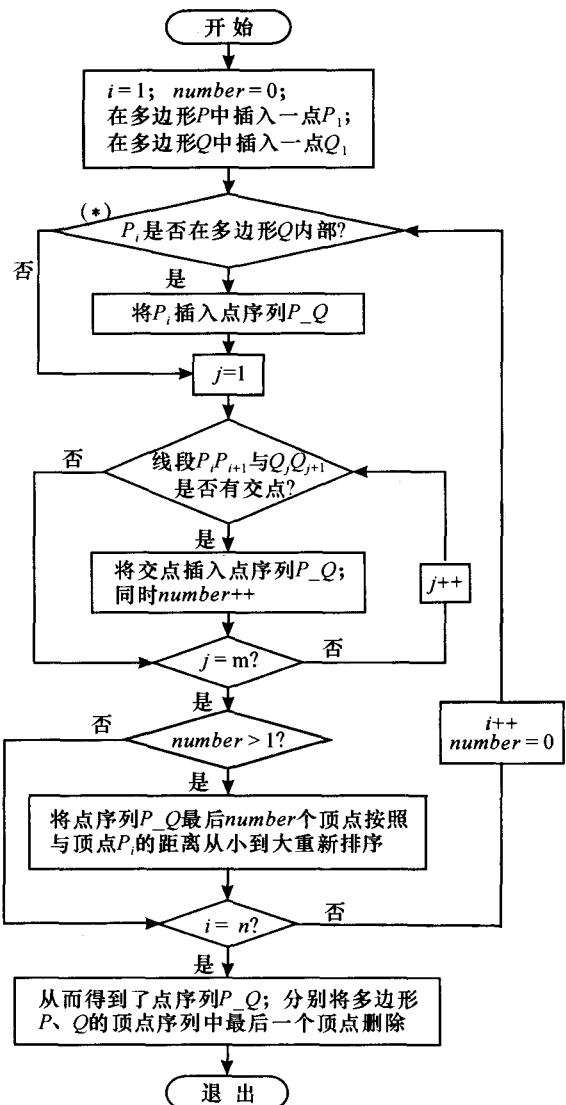 开始
i=1; number=0;
在多边形P中插入一点P₁;
在多边形Q中插入一点Q₁
(*)
Pᵢ是否在多边形Q内部?
否
是
将Pᵢ插入点序列P_Q
j=1
线段PᵢPᵢ₊₁与QⱼQⱼ₊₁
是否有交点?
否
是
将交点插入点序列P_Q;
同时number++
j++
j=m?
否
是
number>1?
否
i++
number=0
是
将点序列P_Q最后number个顶点按照
与顶点Pᵢ的距离从小到大重新排序
i=n?
否
是
从而得到了点序列P_Q; 分别将多边形
P、Q的顶点序列中最后一个顶点删除
退出